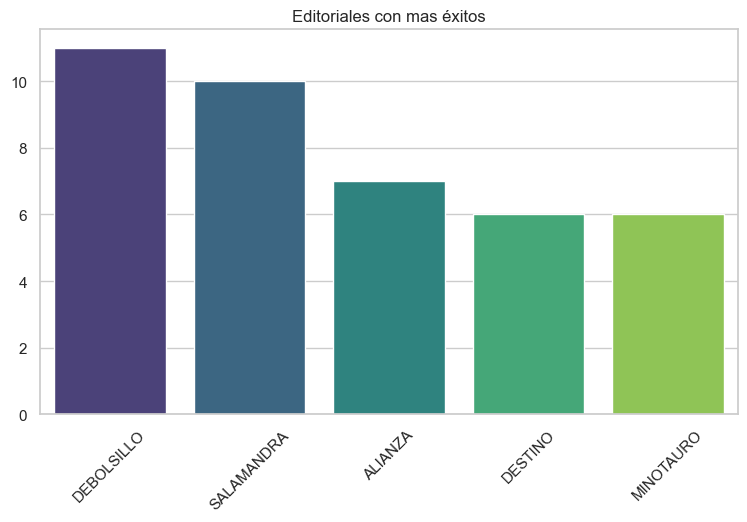 Editoriales con mas éxitos
10
8
6
4
2
0
DEBOLSILLO
SALAMANDRA
ALIANZA
DESTINO
MINOTAURO